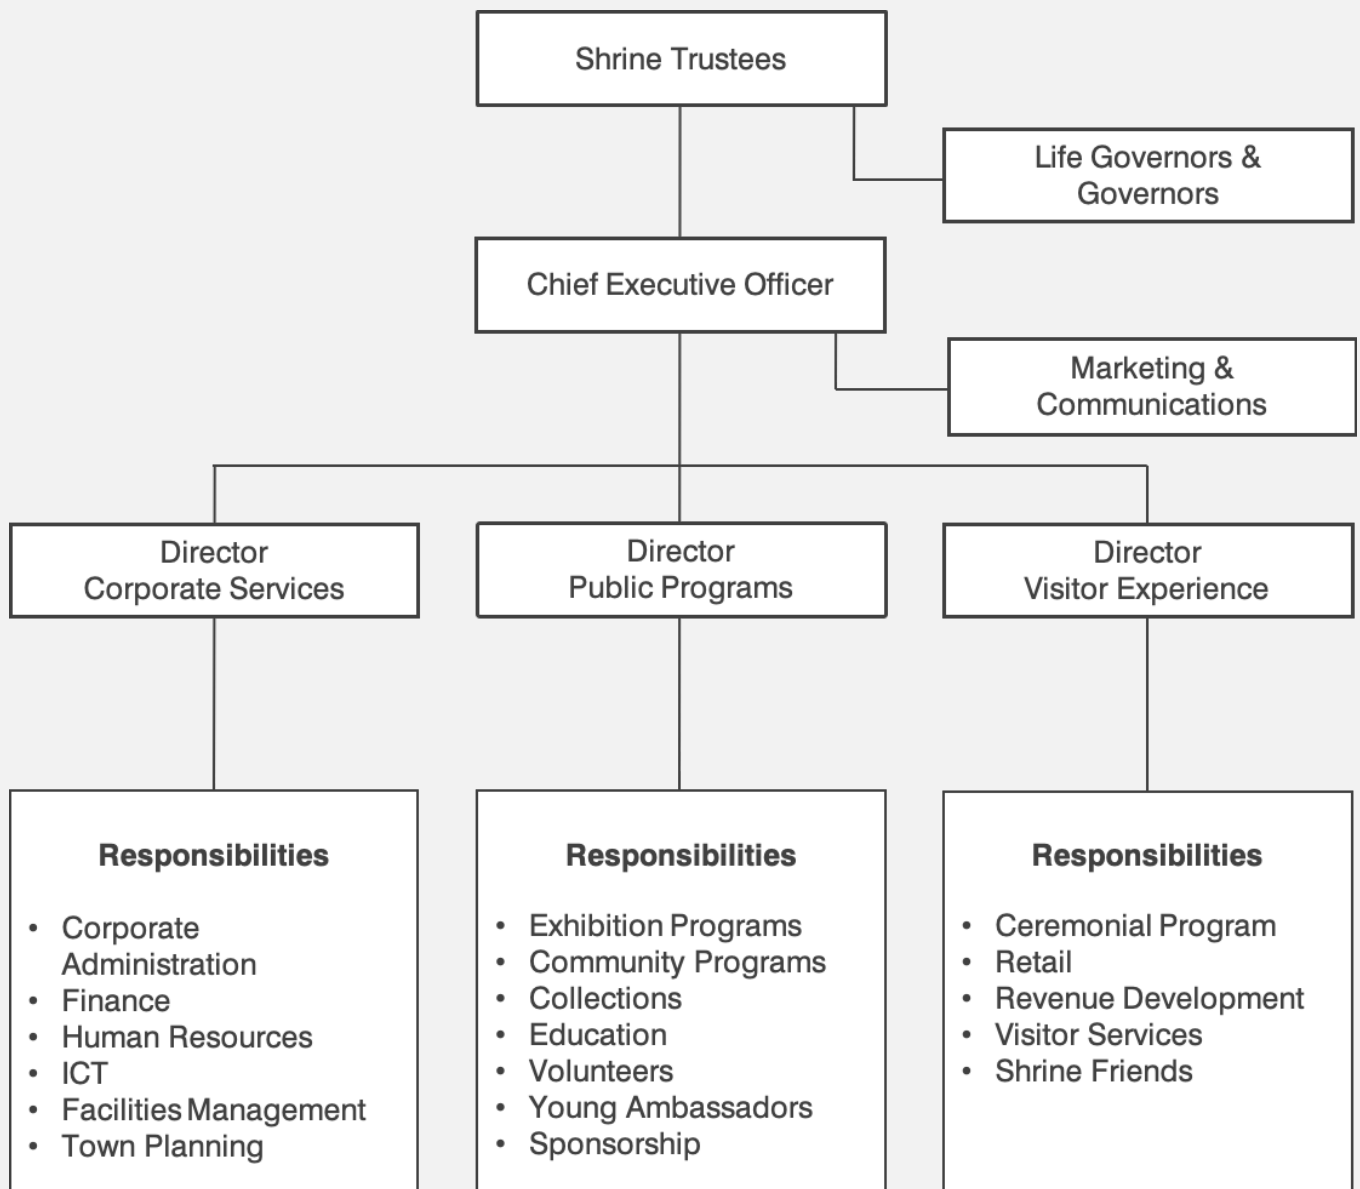 Shrine Trustees
Life Governors &
Governors
Chief Executive Officer
Marketing &
Communications
Director
Corporate Services
Director
Public Programs
Director
Visitor Experience
Responsibilities
• Corporate
Administration
• Finance
• Human Resources
• ICT
• Facilities Management
• Town Planning
Responsibilities
• Exhibition Programs
• Community Programs
• Collections
• Education
• Volunteers
• Young Ambassadors
• Sponsorship
Responsibilities
• Ceremonial Program
• Retail
• Revenue Development
• Visitor Services
• Shrine Friends